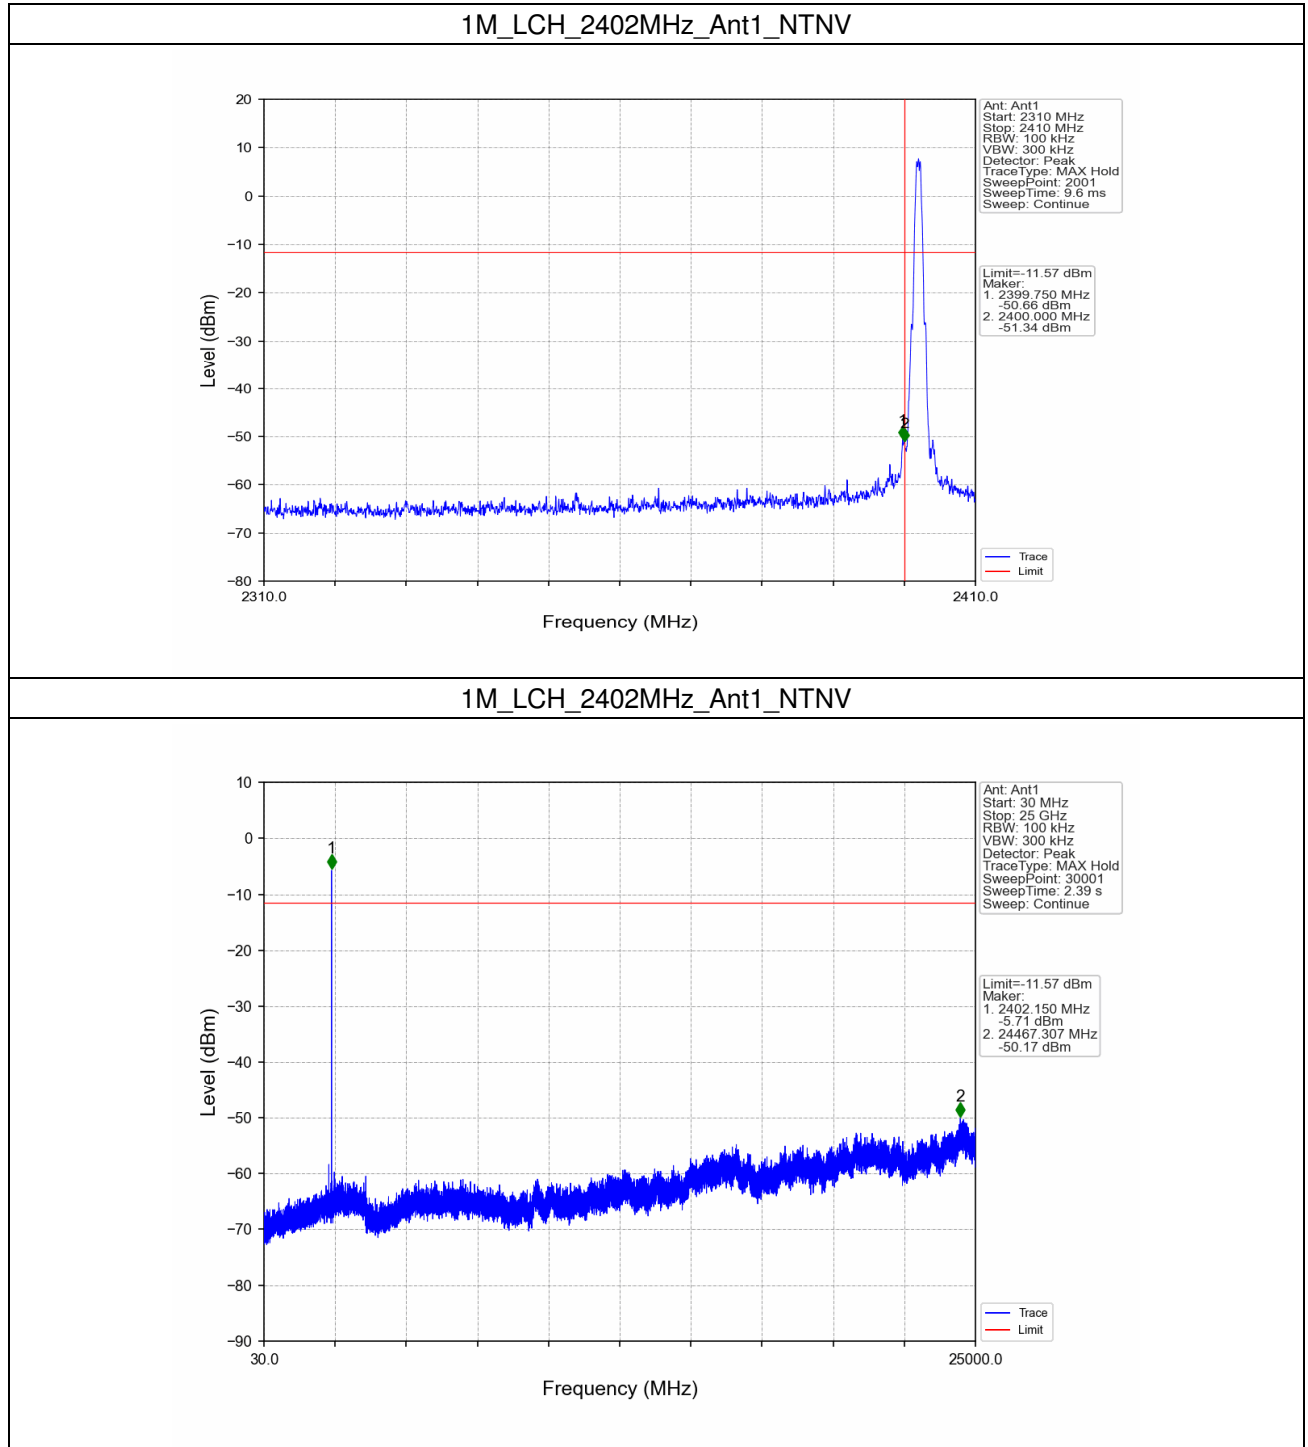 1M_LCH_2402MHz_Ant1_NTNV
20
10
0
−10
−20
−30
−40
−50
−60
−70
−80
Level (dBm)
1
2
2310.0
2410.0
Frequency (MHz)
Ant: Ant1
Start: 2310 MHz
Stop: 2410 MHz
RBW: 100 kHz
VBW: 300 kHz
Detector: Peak
TraceType: MAX Hold
SweepPoint: 2001
SweepTime: 9.6 ms
Sweep: Continue
Limit=-11.57 dBm
Maker:
1. 2399.750 MHz
-50.66 dBm
2. 2400.000 MHz
-51.34 dBm
Trace
Limit
1M_LCH_2402MHz_Ant1_NTNV
10
0
−10
−20
−30
−40
−50
−60
−70
−80
−90
Level (dBm)
1
2
30.0
25000.0
Frequency (MHz)
Ant: Ant1
Start: 30 MHz
Stop: 25 GHz
RBW: 100 kHz
VBW: 300 kHz
Detector: Peak
TraceType: MAX Hold
SweepPoint: 30001
SweepTime: 2.39 s
Sweep: Continue
Limit=-11.57 dBm
Maker:
1. 2402.150 MHz
-5.71 dBm
2. 24467.307 MHz
-50.17 dBm
Trace
Limit